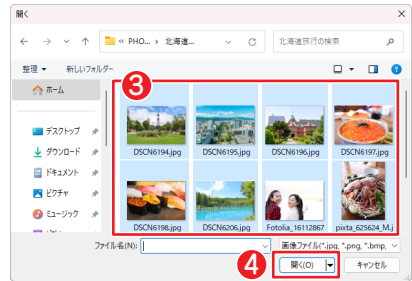 開く
« PHO... › 北海道...
北海道旅行の検索
整理 ▼ 新しいフォルダー
ホーム
デスクトップ
ダウンロード
ドキュメント
ピクチャ
ミュージック
3
DSCN6194.jpg DSCN6195.jpg DSCN6196.jpg DSCN6197.jpg
DSCN6198.jpg DSCN6206.jpg Fotolia_16112867 pixta_625624_M.j
ファイル名(N): 画像ファイル(*.jpg, *.png, *.bmp,
4
開く(O) キャンセル